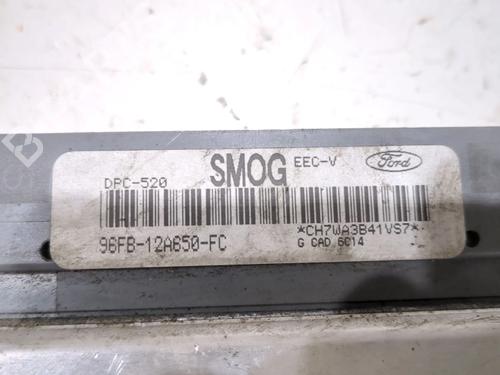 DPC-520 SMOG EEC-V Ford
96FB-12A650-FC *CH7WA3B41VS7*
G CAD 6C14